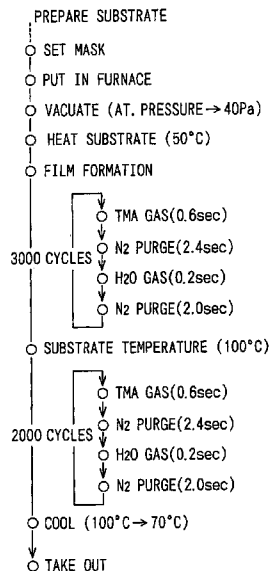 PREPARE SUBSTRATE
SET MASK
PUT IN FURNACE
VACUATE (AT. PRESSURE→40Pa)
HEAT SUBSTRATE (50°C)
FILM FORMATION
TMA GAS(0.6sec)
N2 PURGE(2.4sec)
3000 CYCLES
H2O GAS(0.2sec)
N2 PURGE(2.0sec)
SUBSTRATE TEMPERATURE (100°C)
TMA GAS(0.6sec)
N2 PURGE(2.4sec)
2000 CYCLES
H2O GAS(0.2sec)
N2 PURGE(2.0sec)
COOL (100°C→70°C)
TAKE OUT